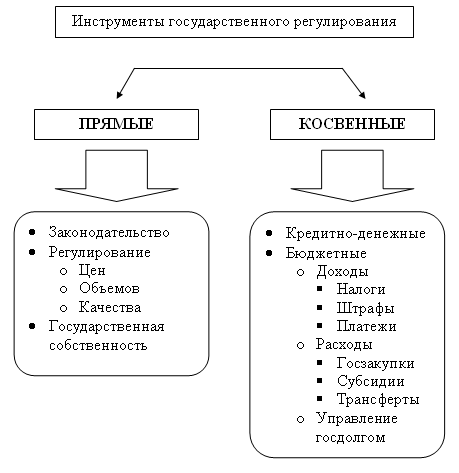 Инструменты государственного регулирования
ПРЯМЫЕ
КОСВЕННЫЕ
• Законодательство
• Регулирование
o Цен
o Объемов
o Качества
• Государственная
собственность
• Кредитно-денежные
• Бюджетные
o Доходы
▪ Налоги
▪ Штрафы
▪ Платежи
o Расходы
▪ Госзакупки
▪ Субсидии
▪ Трансферты
o Управление
госдолгом